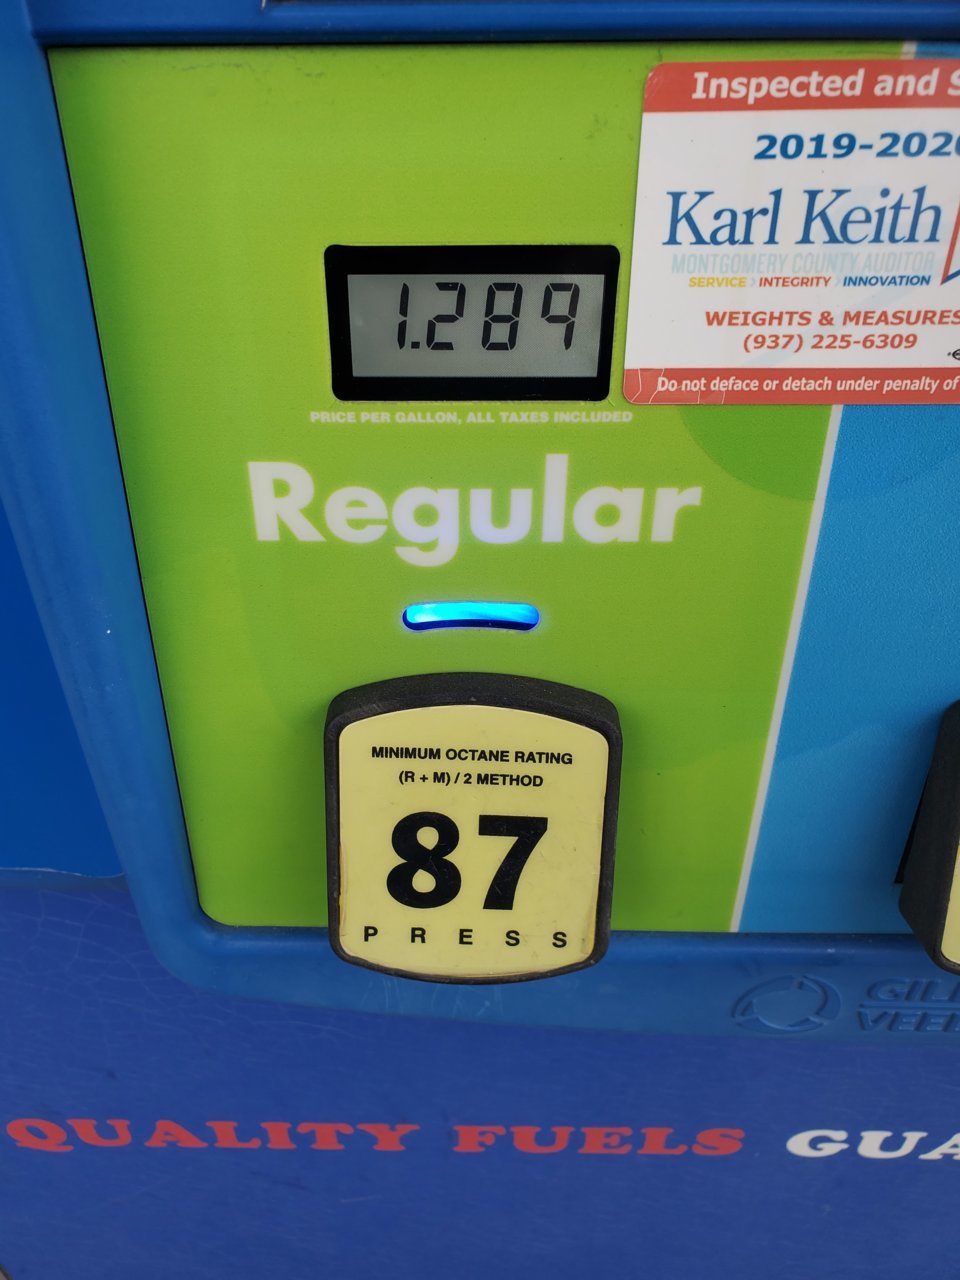 Inspected and
2019-202
Karl Keith
MONTGOMERY COUNTY AUDITOR
SERVICE INTEGRITY INNOVATION
WEIGHTS & MEASURES
(937) 225-6309
Do not deface or detach under penalty of
1.289
PRICE PER GALLON, ALL TAXES INCLUDED
Regular
MINIMUM OCTANE RATING
(R + M) / 2 METHOD
87
PRESS
QUALITY FUELS